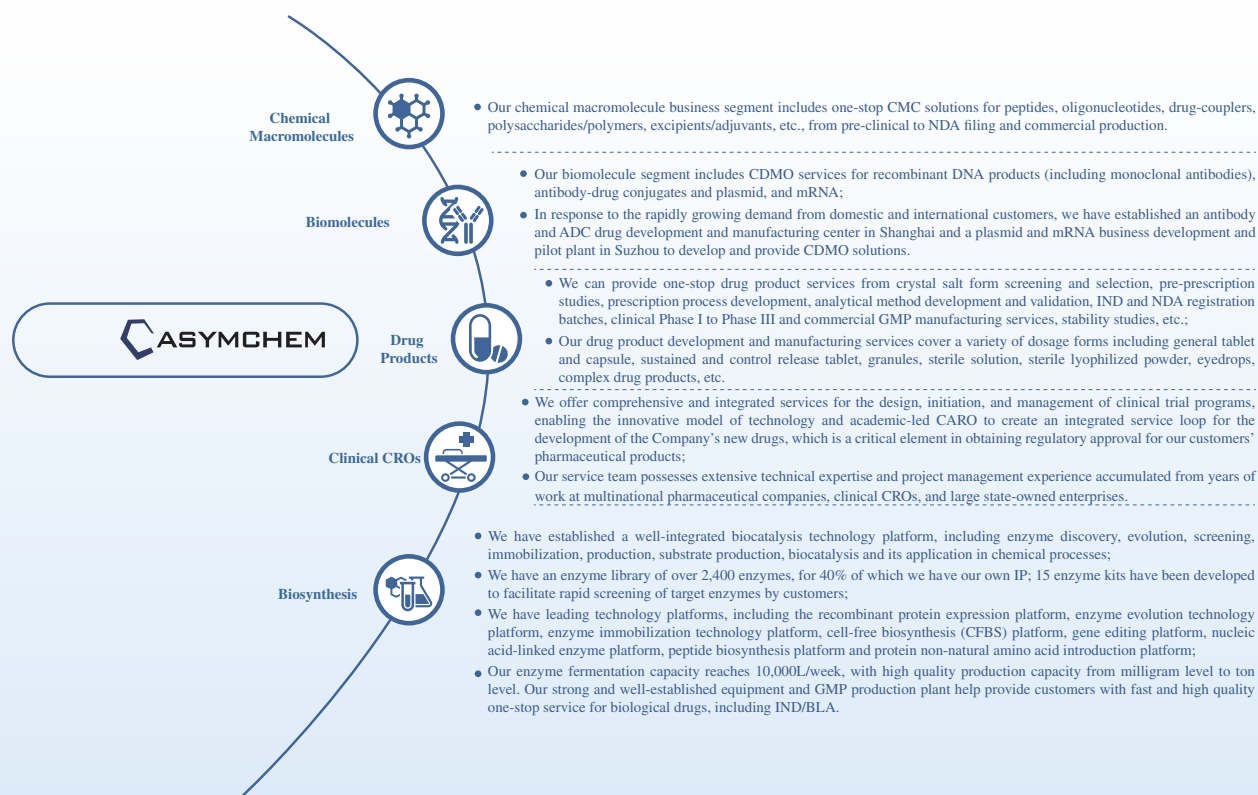 Chemical
Macromolecules
● Our chemical macromolecule business segment includes one-stop CMC solutions for peptides, oligonucleotides, drug-couplers,
polysaccharides/polymers, excipients/adjuvants, etc., from pre-clinical to NDA filing and commercial production.
Biomolecules
● Our biomolecule segment includes CDMO services for recombinant DNA products (including monoclonal antibodies),
antibody-drug conjugates and plasmid, and mRNA;
● In response to the rapidly growing demand from domestic and international customers, we have established an antibody
and ADC drug development and manufacturing center in Shanghai and a plasmid and mRNA business development and
pilot plant in Suzhou to develop and provide CDMO solutions.
ASYMCHEM
Drug
Products
● We can provide one-stop drug product services from crystal salt form screening and selection, pre-prescription
studies, prescription process development, analytical method development and validation, IND and NDA registration
batches, clinical Phase I to Phase III and commercial GMP manufacturing services, stability studies, etc.;
● Our drug product development and manufacturing services cover a variety of dosage forms including general tablet
and capsule, sustained and control release tablet, granules, sterile solution, sterile lyophilized powder, eyedrops,
complex drug products, etc.
Clinical CROs
● We offer comprehensive and integrated services for the design, initiation, and management of clinical trial programs,
enabling the innovative model of technology and academic-led CARO to create an integrated service loop for the
development of the Company's new drugs, which is a critical element in obtaining regulatory approval for our customers'
pharmaceutical products;
● Our service team possesses extensive technical expertise and project management experience accumulated from years of
work at multinational pharmaceutical companies, clinical CROs, and large state-owned enterprises.
Biosynthesis
● We have established a well-integrated biocatalysis technology platform, including enzyme discovery, evolution, screening,
immobilization, production, substrate production, biocatalysis and its application in chemical processes;
● We have an enzyme library of over 2,400 enzymes, for 40% of which we have our own IP; 15 enzyme kits have been developed
to facilitate rapid screening of target enzymes by customers;
● We have leading technology platforms, including the recombinant protein expression platform, enzyme evolution technology
platform, enzyme immobilization technology platform, cell-free biosynthesis (CFBS) platform, gene editing platform, nucleic
acid-linked enzyme platform, peptide biosynthesis platform and protein non-natural amino acid introduction platform;
● Our enzyme fermentation capacity reaches 10,000L/week, with high quality production capacity from milligram level to ton
level. Our strong and well-established equipment and GMP production plant help provide customers with fast and high quality
one-stop service for biological drugs, including IND/BLA.